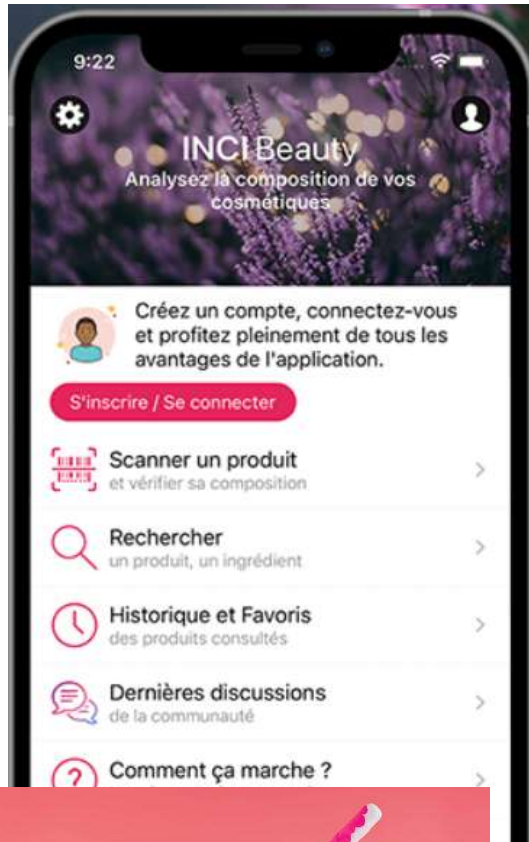 9:22
INCI Beauty
Analysez la composition de vos
cosmétiques
Créez un compte, connectez-vous
et profitez pleinement de tous les
avantages de l'application.
S'inscrire / Se connecter
Scanner un produit
et vérifier sa composition
Rechercher
un produit, un ingrédient
Historique et Favoris
des produits consultés
Dernières discussions
de la communauté
Comment ça marche ?